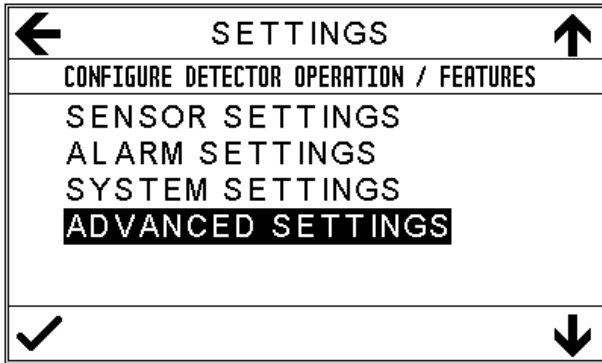 SETTINGS
CONFIGURE DETECTOR OPERATION / FEATURES
SENSOR SETTINGS
ALARM SETTINGS
SYSTEM SETTINGS
ADVANCED SETTINGS